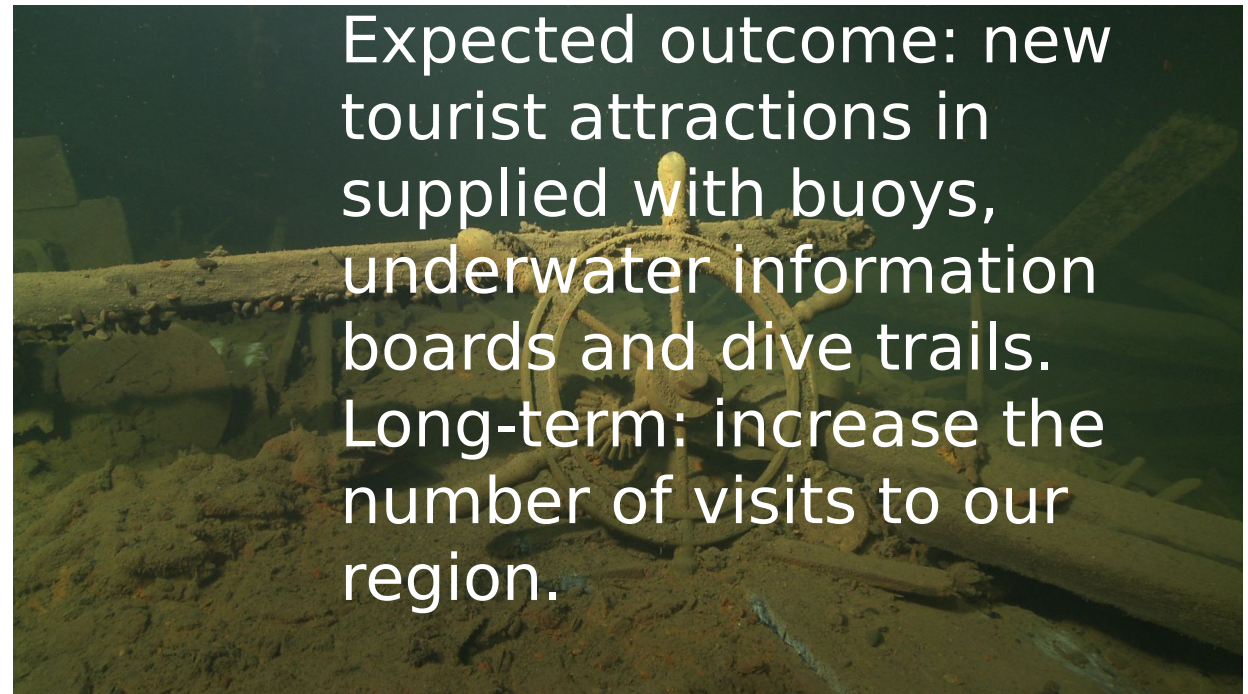 Expected outcome: new
tourist attractions in
supplied with buoys,
underwater information
boards and dive trails.
Long-term: increase the
number of visits to our
region.